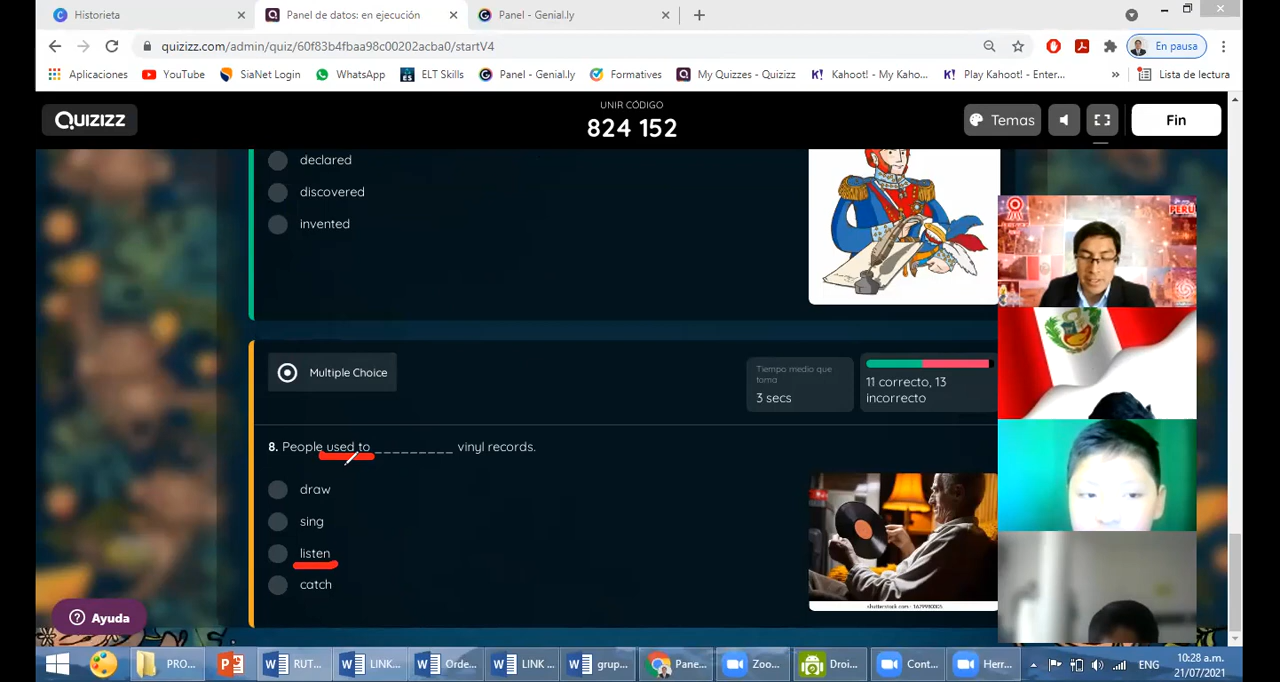 Historieta
Panel de datos: en ejecución
Panel - Genial.ly
quizizz.com/admin/quiz/60f83b4fbaa98c00202acba0/startV4
En pausa
Aplicaciones YouTube SiaNet Login WhatsApp ELT Skills Panel - Genial.ly Formatives My Quizzes - Quizizz Kahoot! - My Kaho... Play Kahoot! - Enter... » Lista de lectura
QUIZIZZ
UNIR CÓDIGO
824 152
Temas
Fin
declared
discovered
invented
PERÚ
Multiple Choice
Tiempo medio que
toma
3 secs
11 correcto, 13
incorrecto
8. People used to _________ vinyl records.
draw
sing
listen
catch
Ayuda
PRO... RUT... LINK... Orde... LINK ... grup... Pane... Zoo... Droi... Cont... Herr... ENG
10:28 a.m.
21/07/2021